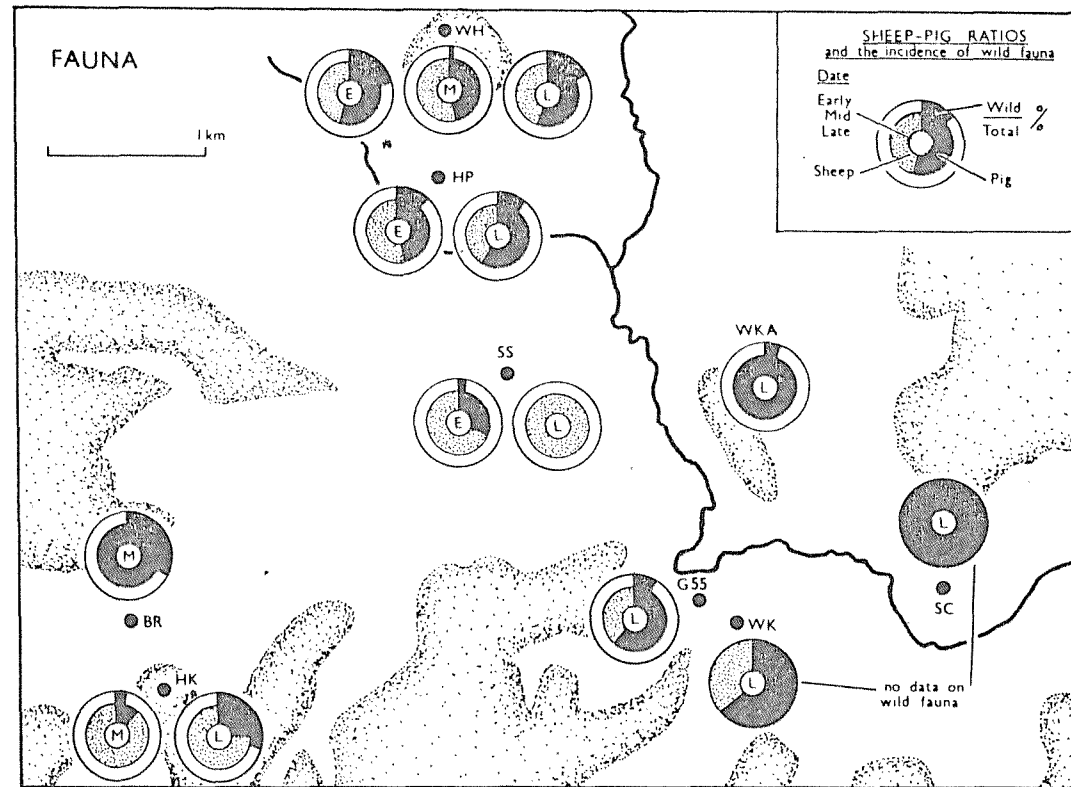 FAUNA
1 km
SHEEP-PIG RATIOS
and the incidence of wild fauna
Date
Early
Mid
Late
Wild
Total
%
Sheep
Pig
WH
E
M
L
HP
E
L
SS
E
L
WKA
L
M
BR
L
SC
GSS
L
WK
L
HK
M
L
no data on
wild fauna